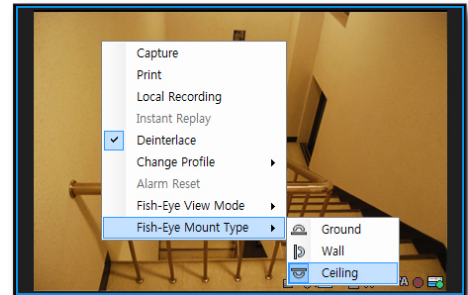 Capture
Print
Local Recording
Instant Replay
Deinterlace
Change Profile
Alarm Reset
Fish-Eye View Mode
Fish-Eye Mount Type
Ground
Wall
Ceiling